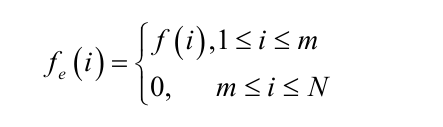 f_e(i) = { f(i), 1 ≤ i ≤ m
0, m ≤ i ≤ N